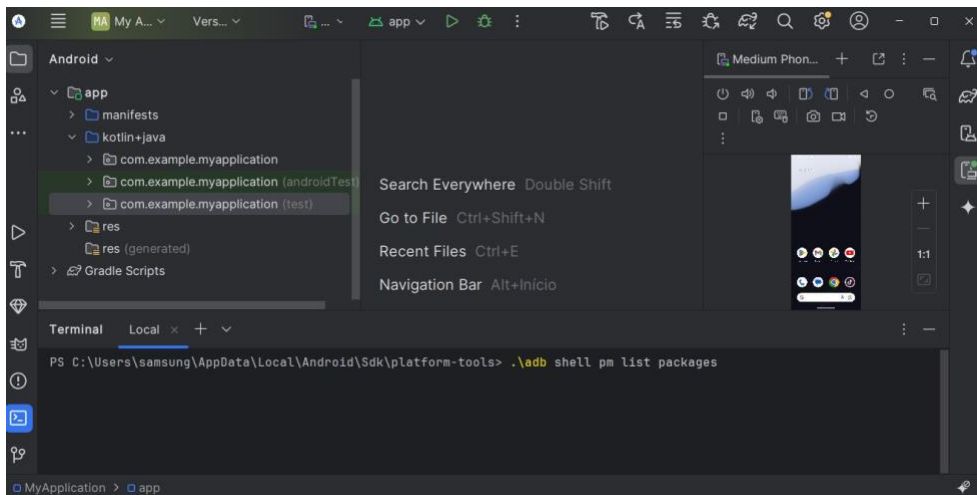 MA My A... Vers... ... app
Android
Medium Phon...
app
manifests
kotlin+java
com.example.myapplication
com.example.myapplication (androidTest)
com.example.myapplication (test)
res
res (generated)
Gradle Scripts
Search Everywhere Double Shift
Go to File Ctrl+Shift+N
Recent Files Ctrl+E
Navigation Bar Alt+Início
1:1
Terminal Local
PS C:\Users\samsung\AppData\Local\Android\Sdk\platform-tools> .\adb shell pm list packages
MyApplication > app